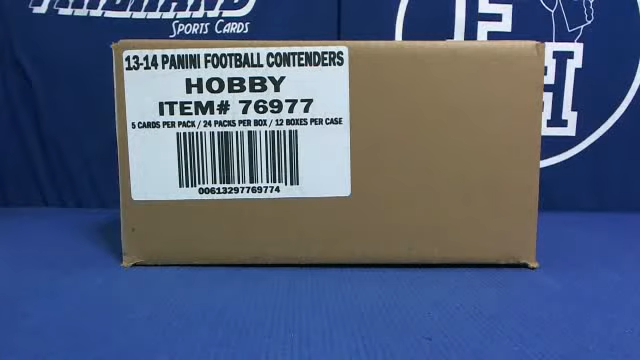 SPORTS CARDS
13-14 PANINI FOOTBALL CONTENDERS
HOBBY
ITEM# 76977
5 CARDS PER PACK / 24 PACKS PER BOX / 12 BOXES PER CASE
00613297769774
H